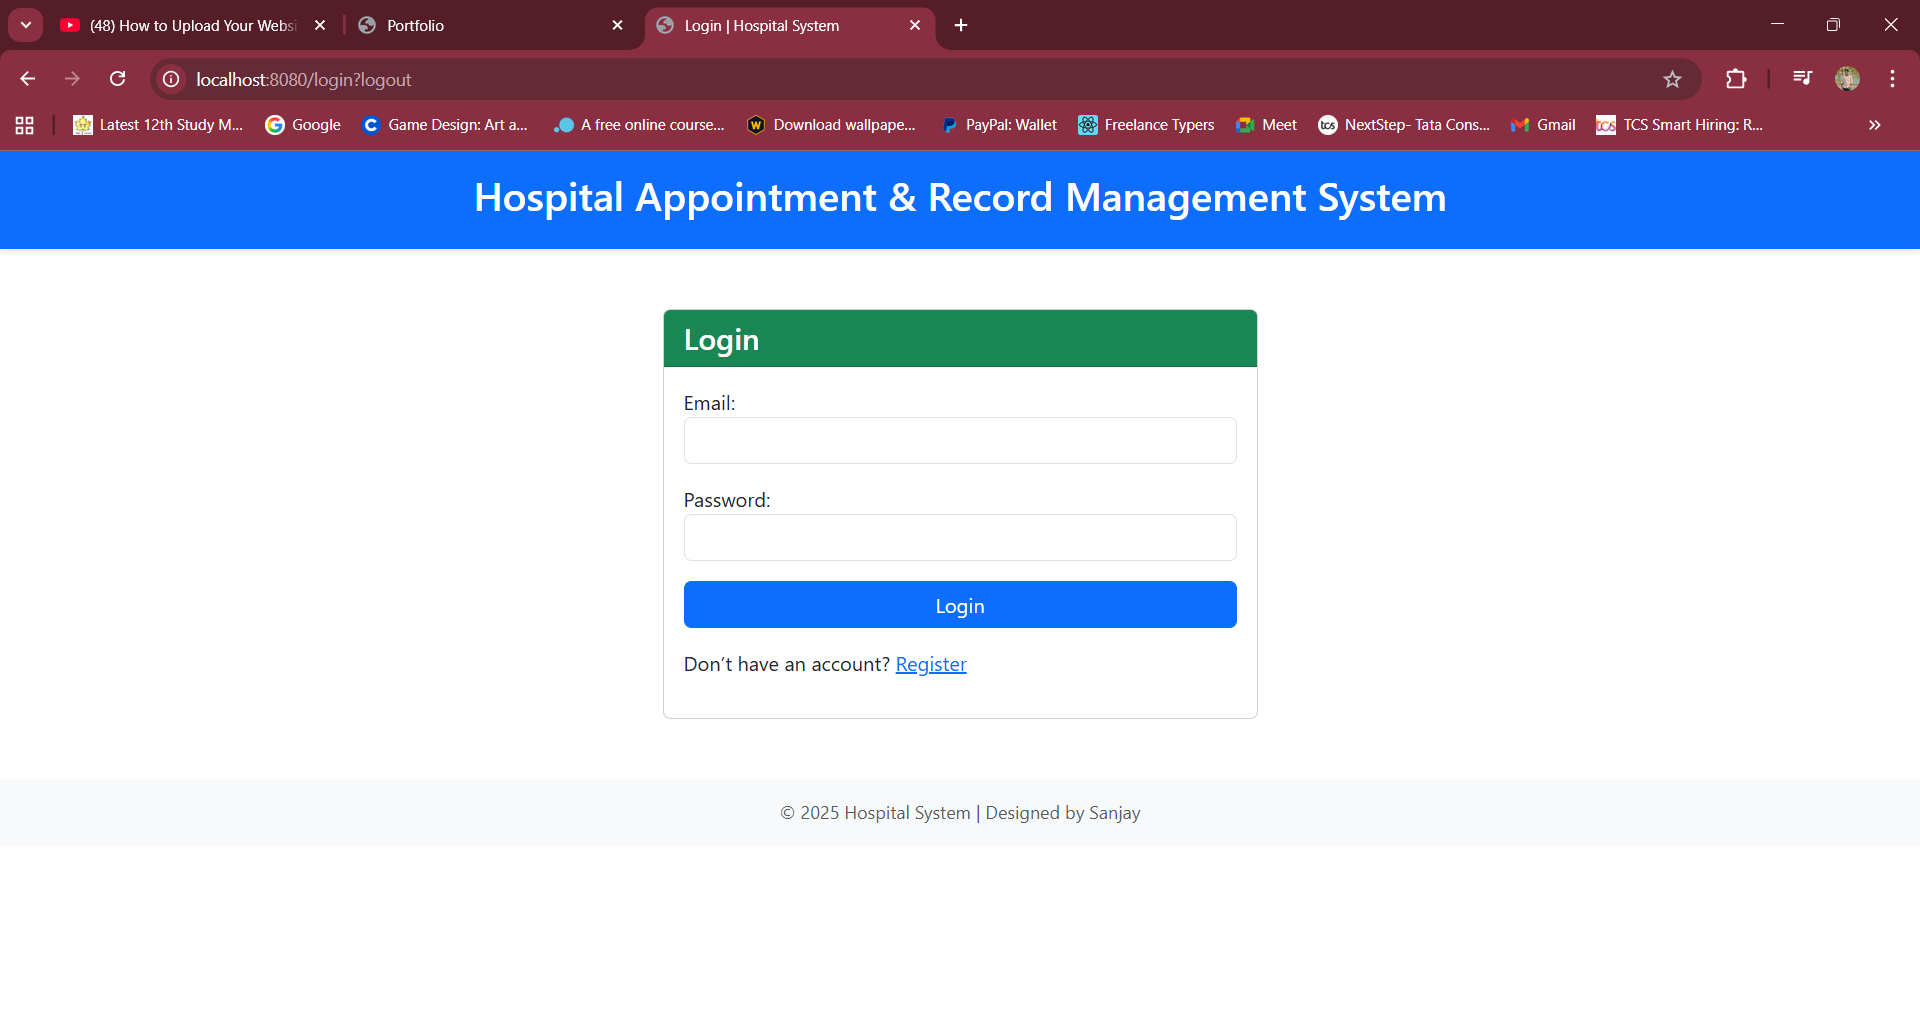 (48) How to Upload Your Websi
Portfolio
Login | Hospital System
localhost:8080/login?logout
Latest 12th Study M...
Google
Game Design: Art a...
A free online course...
Download wallpape...
PayPal: Wallet
Freelance Typers
Meet
NextStep- Tata Cons...
Gmail
TCS Smart Hiring: R...
Hospital Appointment & Record Management System
Login
Email:
Password:
Login
Don’t have an account? Register
© 2025 Hospital System | Designed by Sanjay